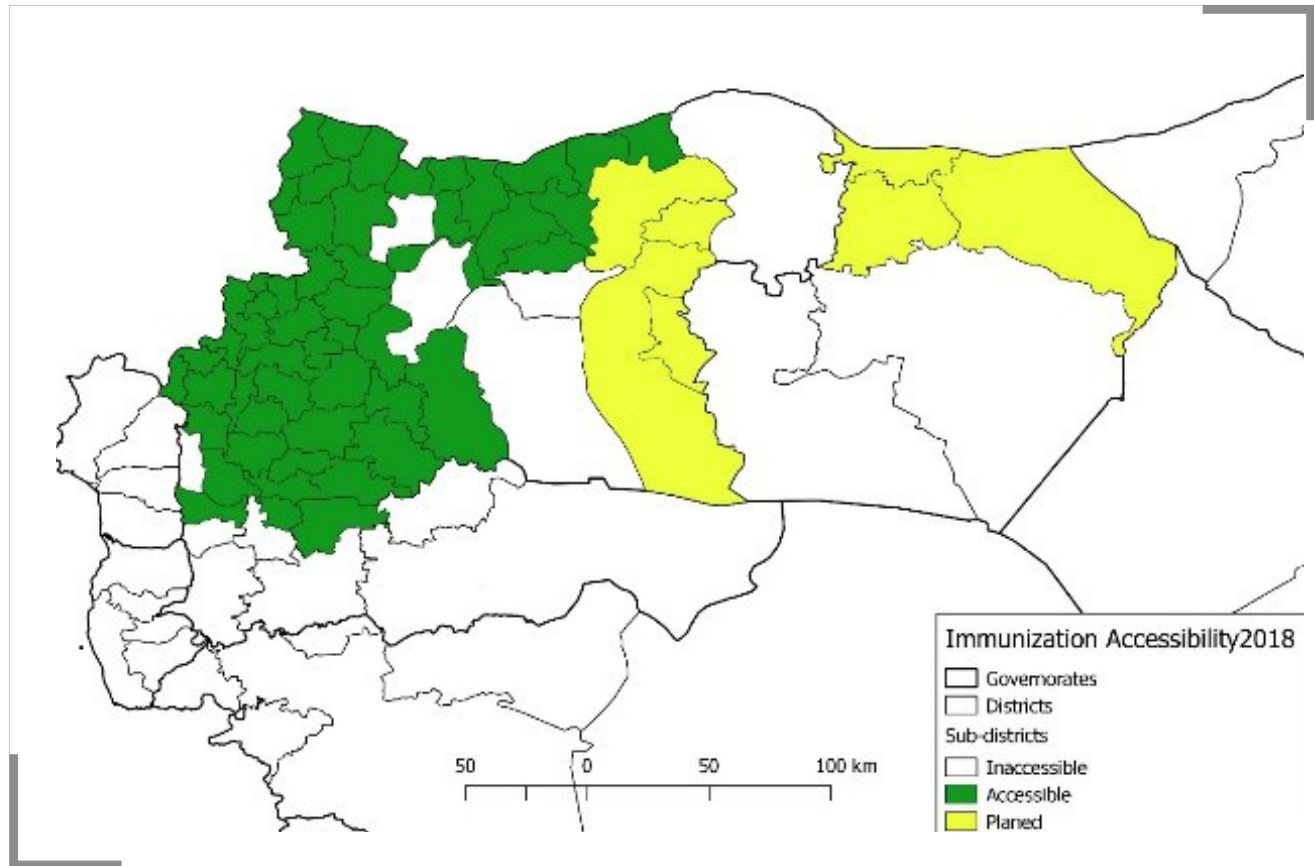 Immunization Accessibility2018
Governorates
Districts
Sub-districts
Inaccessible
Accessible
Planed
50 0 50 100 km